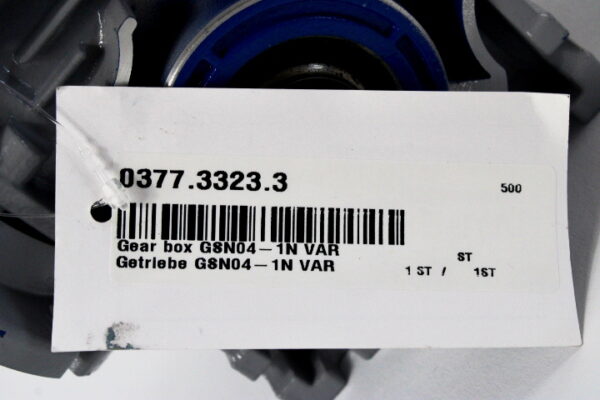 0377.3323.3
500
Gear box GSN04-1N VAR
ST
Getriebe GSN04-1N VAR
1 ST / 1ST